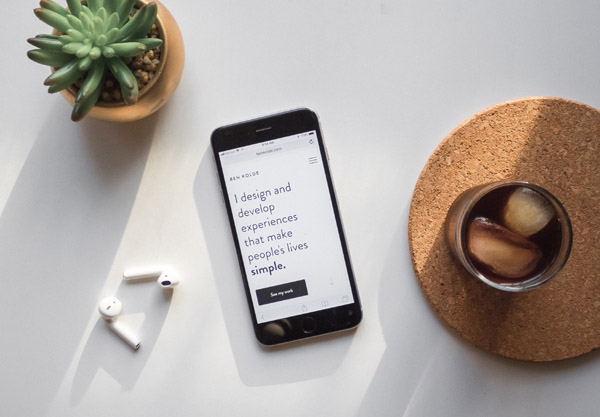 BEN KOLDE
I design and
develop
experiences
that make
people's lives
simple.
See my work